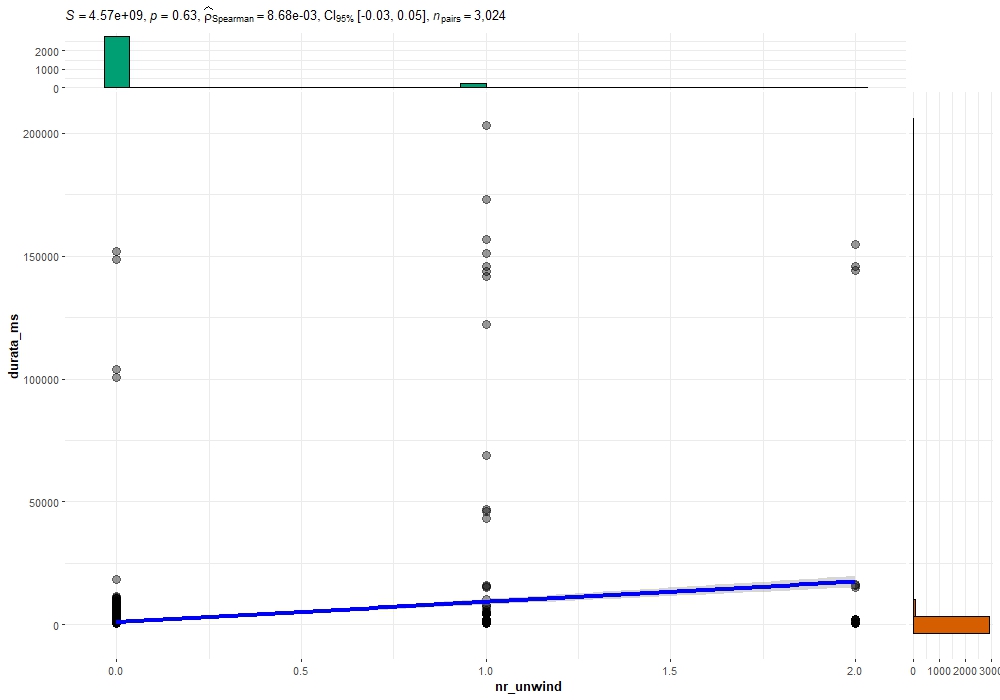 S = 4.57e+09, p = 0.63, ρ̂Spearman = 8.68e-03, CI95% [-0.03, 0.05], npairs = 3,024
2000
1000
0
200000
150000
100000
50000
0
durata_ms
0.0 0.5 1.0 1.5 2.0
0 1000 2000 3000
nr_unwind